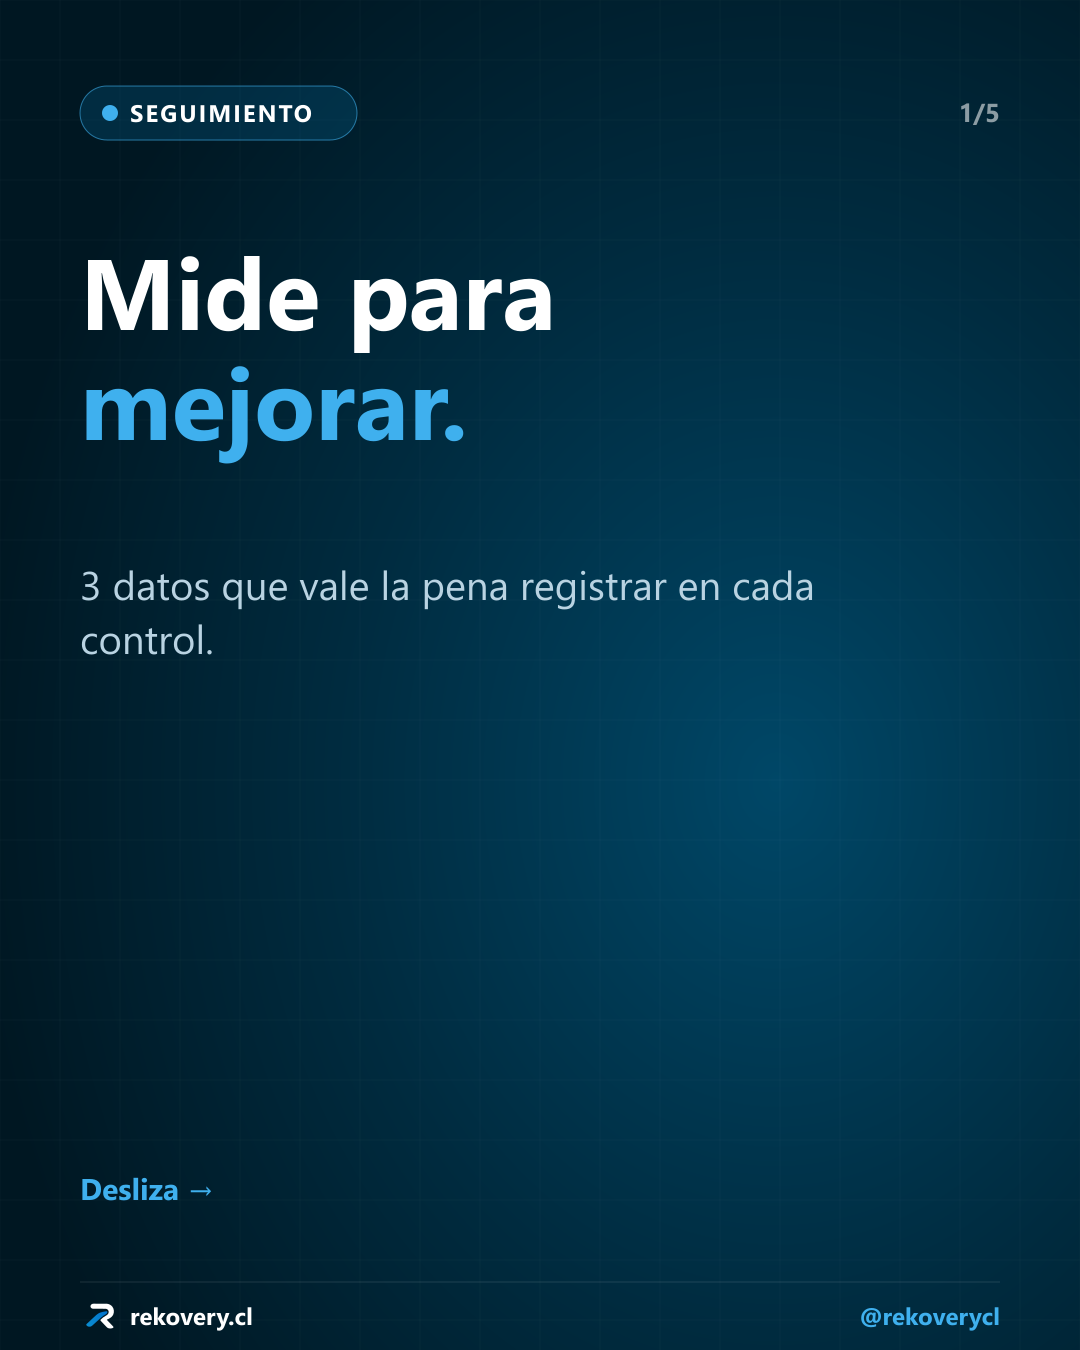 SEGUIMIENTO
1/5
Mide para
mejorar.
3 datos que vale la pena registrar en cada
control.
Desliza →
rekovery.cl
@rekoverycl